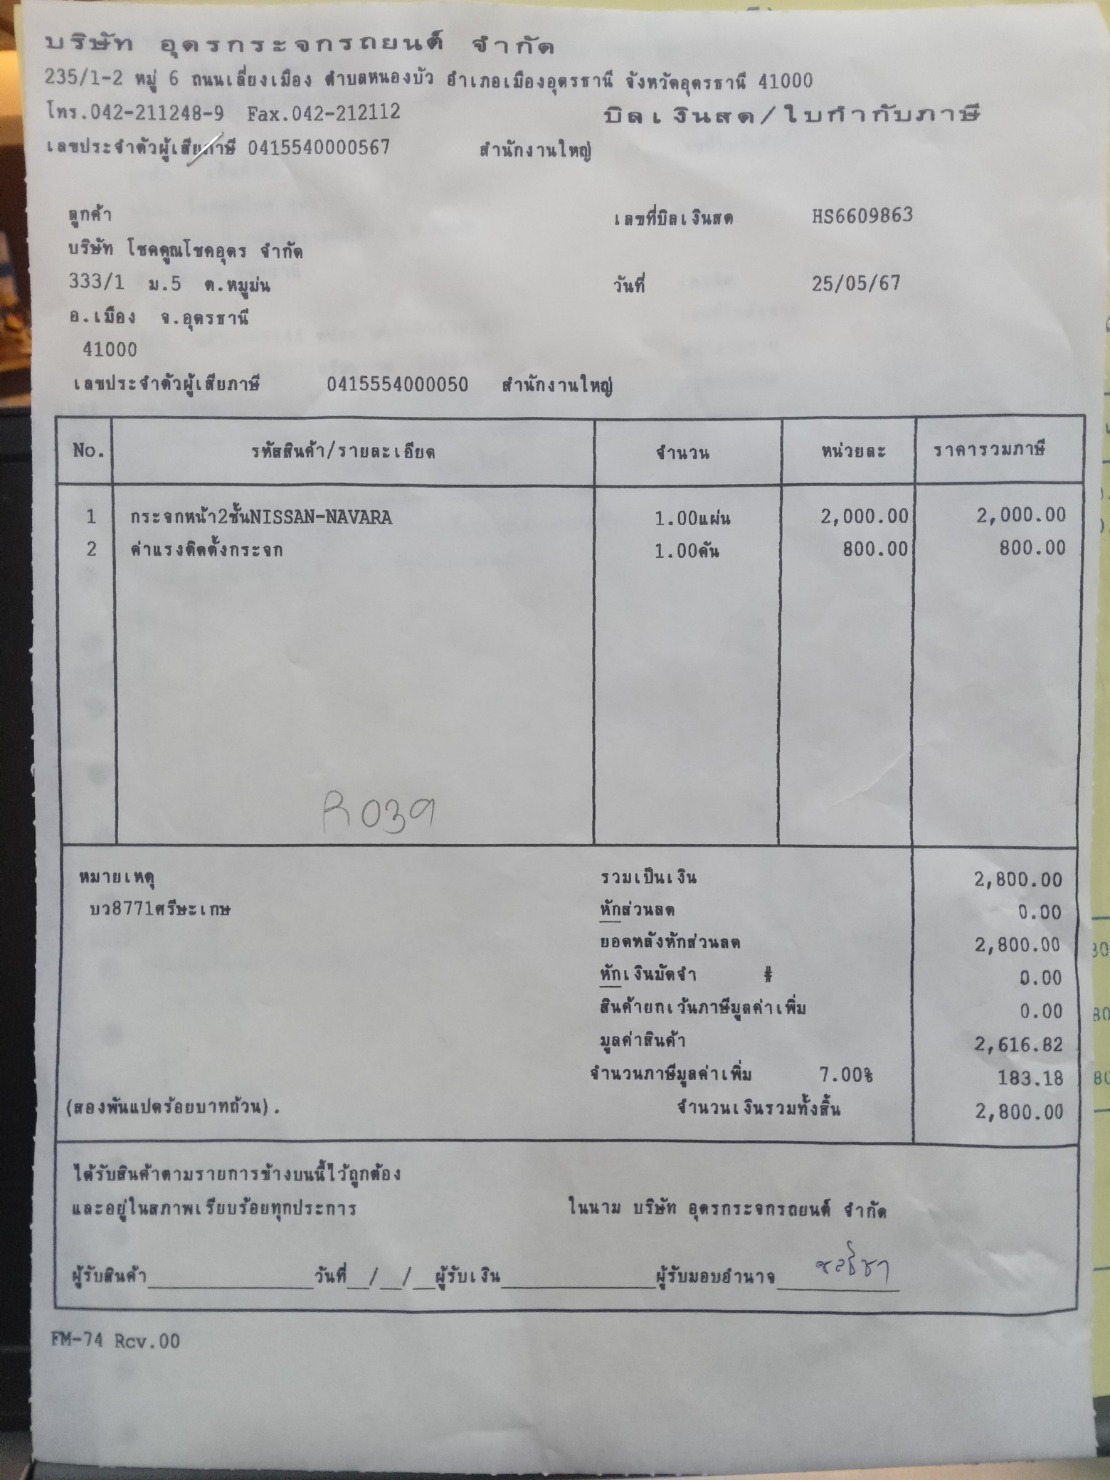 บริษัท อุดรกระจกรถยนต์ จำกัด
235/1-2 หมู่ 6 ถนนเลี่ยงเมือง ตำบลหนองบัว อำเภอเมืองอุดรธานี จังหวัดอุดรธานี 41000
โทร.042-211248-9 Fax.042-212112
บิลเงินสด/ใบกำกับภาษี
เลขประจำตัวผู้เสียภาษี 0415540000567 สำนักงานใหญ่
ลูกค้า
เลขที่บิลเงินสด HS6609863
บริษัท โชคคูณโชคอุดร จำกัด
333/1 ม.5 ต.หมูม่น
วันที่ 25/05/67
อ.เมือง จ.อุดรธานี
41000
เลขประจำตัวผู้เสียภาษี 0415554000050 สำนักงานใหญ่
No. รหัสสินค้า/รายละเอียด จำนวน หน่วยละ ราคารวมภาษี
1 กระจกหน้า2ชั้นNISSAN-NAVARA 1.00แผ่น 2,000.00 2,000.00
2 ค่าแรงติดตั้งกระจก 1.00คัน 800.00 800.00
R039
หมายเหตุ รวมเป็นเงิน 2,800.00
บว8771ศรีษะเกษ หักส่วนลด 0.00
ยอดหลังหักส่วนลด 2,800.00
หักเงินมัดจำ # 0.00
สินค้ายกเว้นภาษีมูลค่าเพิ่ม 0.00
มูลค่าสินค้า 2,616.82
จำนวนภาษีมูลค่าเพิ่ม 7.00% 183.18
(สองพันแปดร้อยบาทถ้วน). จำนวนเงินรวมทั้งสิ้น 2,800.00
ได้รับสินค้าตามรายการข้างบนนี้ไว้ถูกต้อง
และอยู่ในสภาพเรียบร้อยทุกประการ ในนาม บริษัท อุดรกระจกรถยนต์ จำกัด
ผู้รับสินค้า วันที่ / / ผู้รับเงิน ผู้รับมอบอำนาจ
FM-74 Rev.00